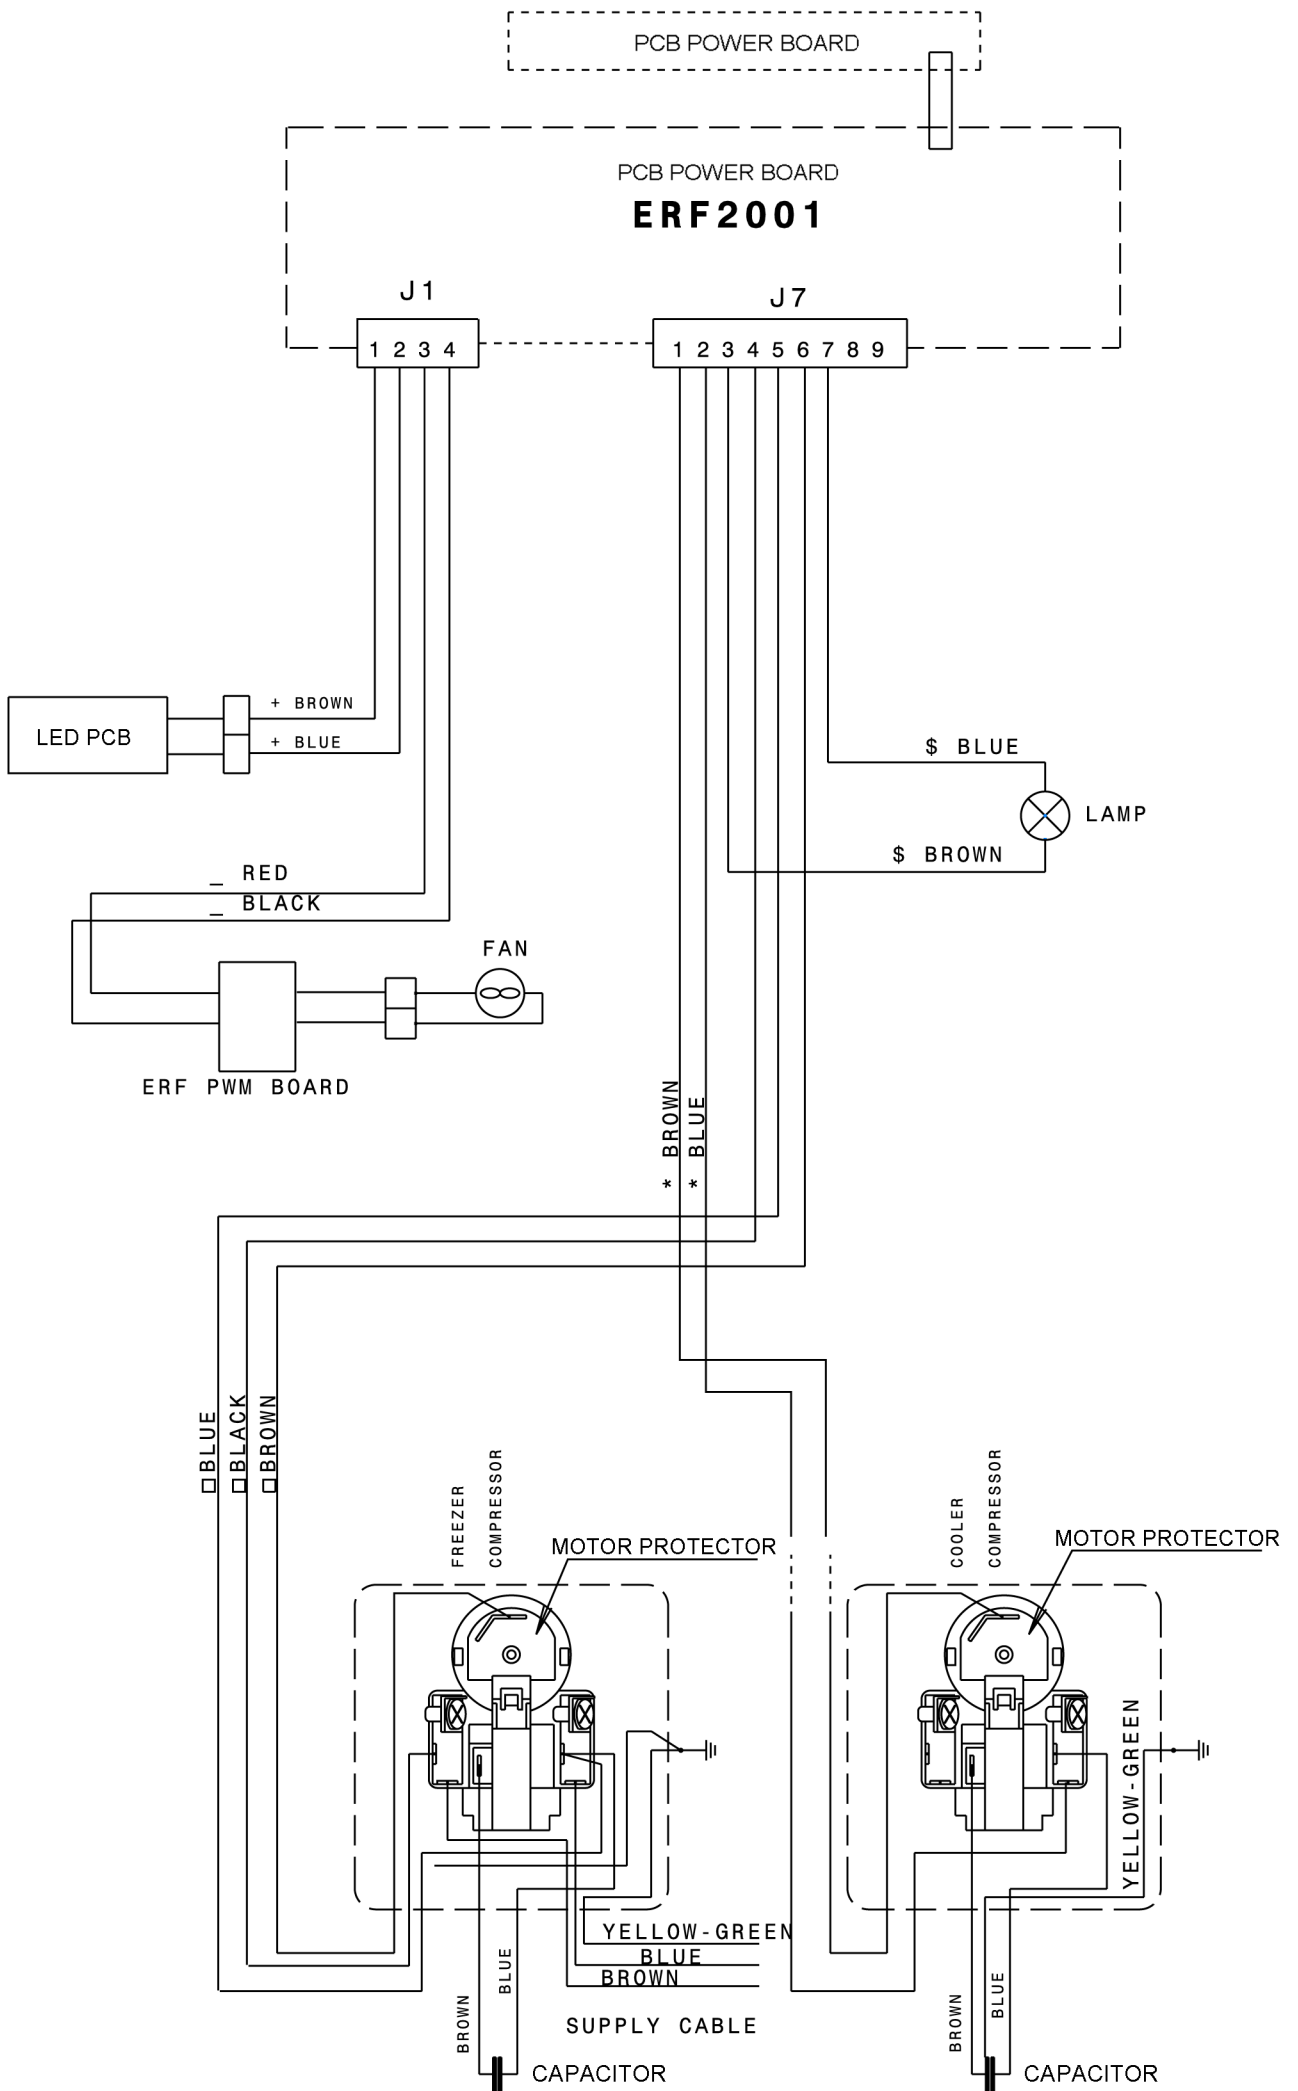 PCB POWER BOARD
PCB POWER BOARD
ERF2001
J1
J7
1 2 3 4
1 2 3 4 5 6 7 8 9
+ BROWN
LED PCB
+ BLUE
$ BLUE
LAMP
$ BROWN
_ RED
_ BLACK
FAN
ERF PWM BOARD
* BROWN
* BLUE
□BLUE
□BLACK
□BROWN
FREEZER
COMPRESSOR
MOTOR PROTECTOR
COOLER
COMPRESSOR
MOTOR PROTECTOR
YELLOW-GREEN
YELLOW-GREEN
BLUE
BROWN
SUPPLY CABLE
BROWN
BLUE
CAPACITOR
BROWN
BLUE
CAPACITOR